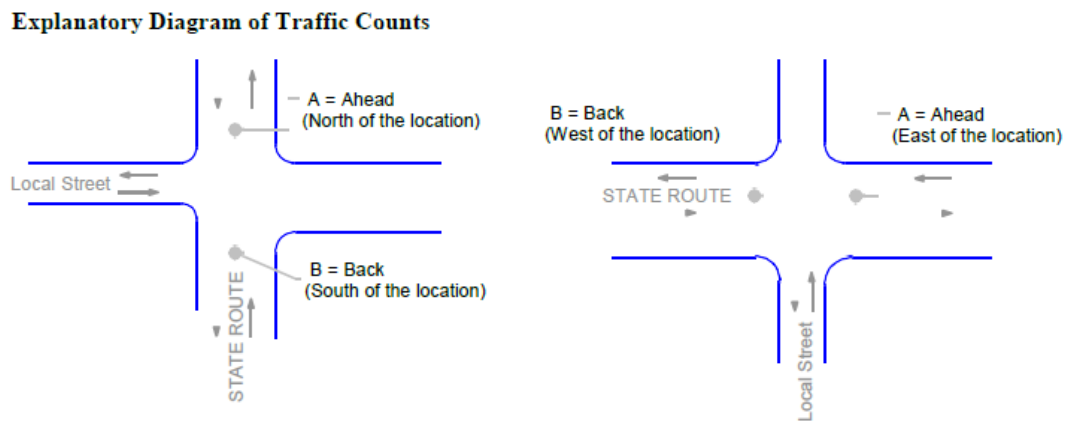 Explanatory Diagram of Traffic Counts
A = Ahead
(North of the location)
Local Street
B = Back
(South of the location)
STATE ROUTE
B = Back
(West of the location)
A = Ahead
(East of the location)
STATE ROUTE
Local Street